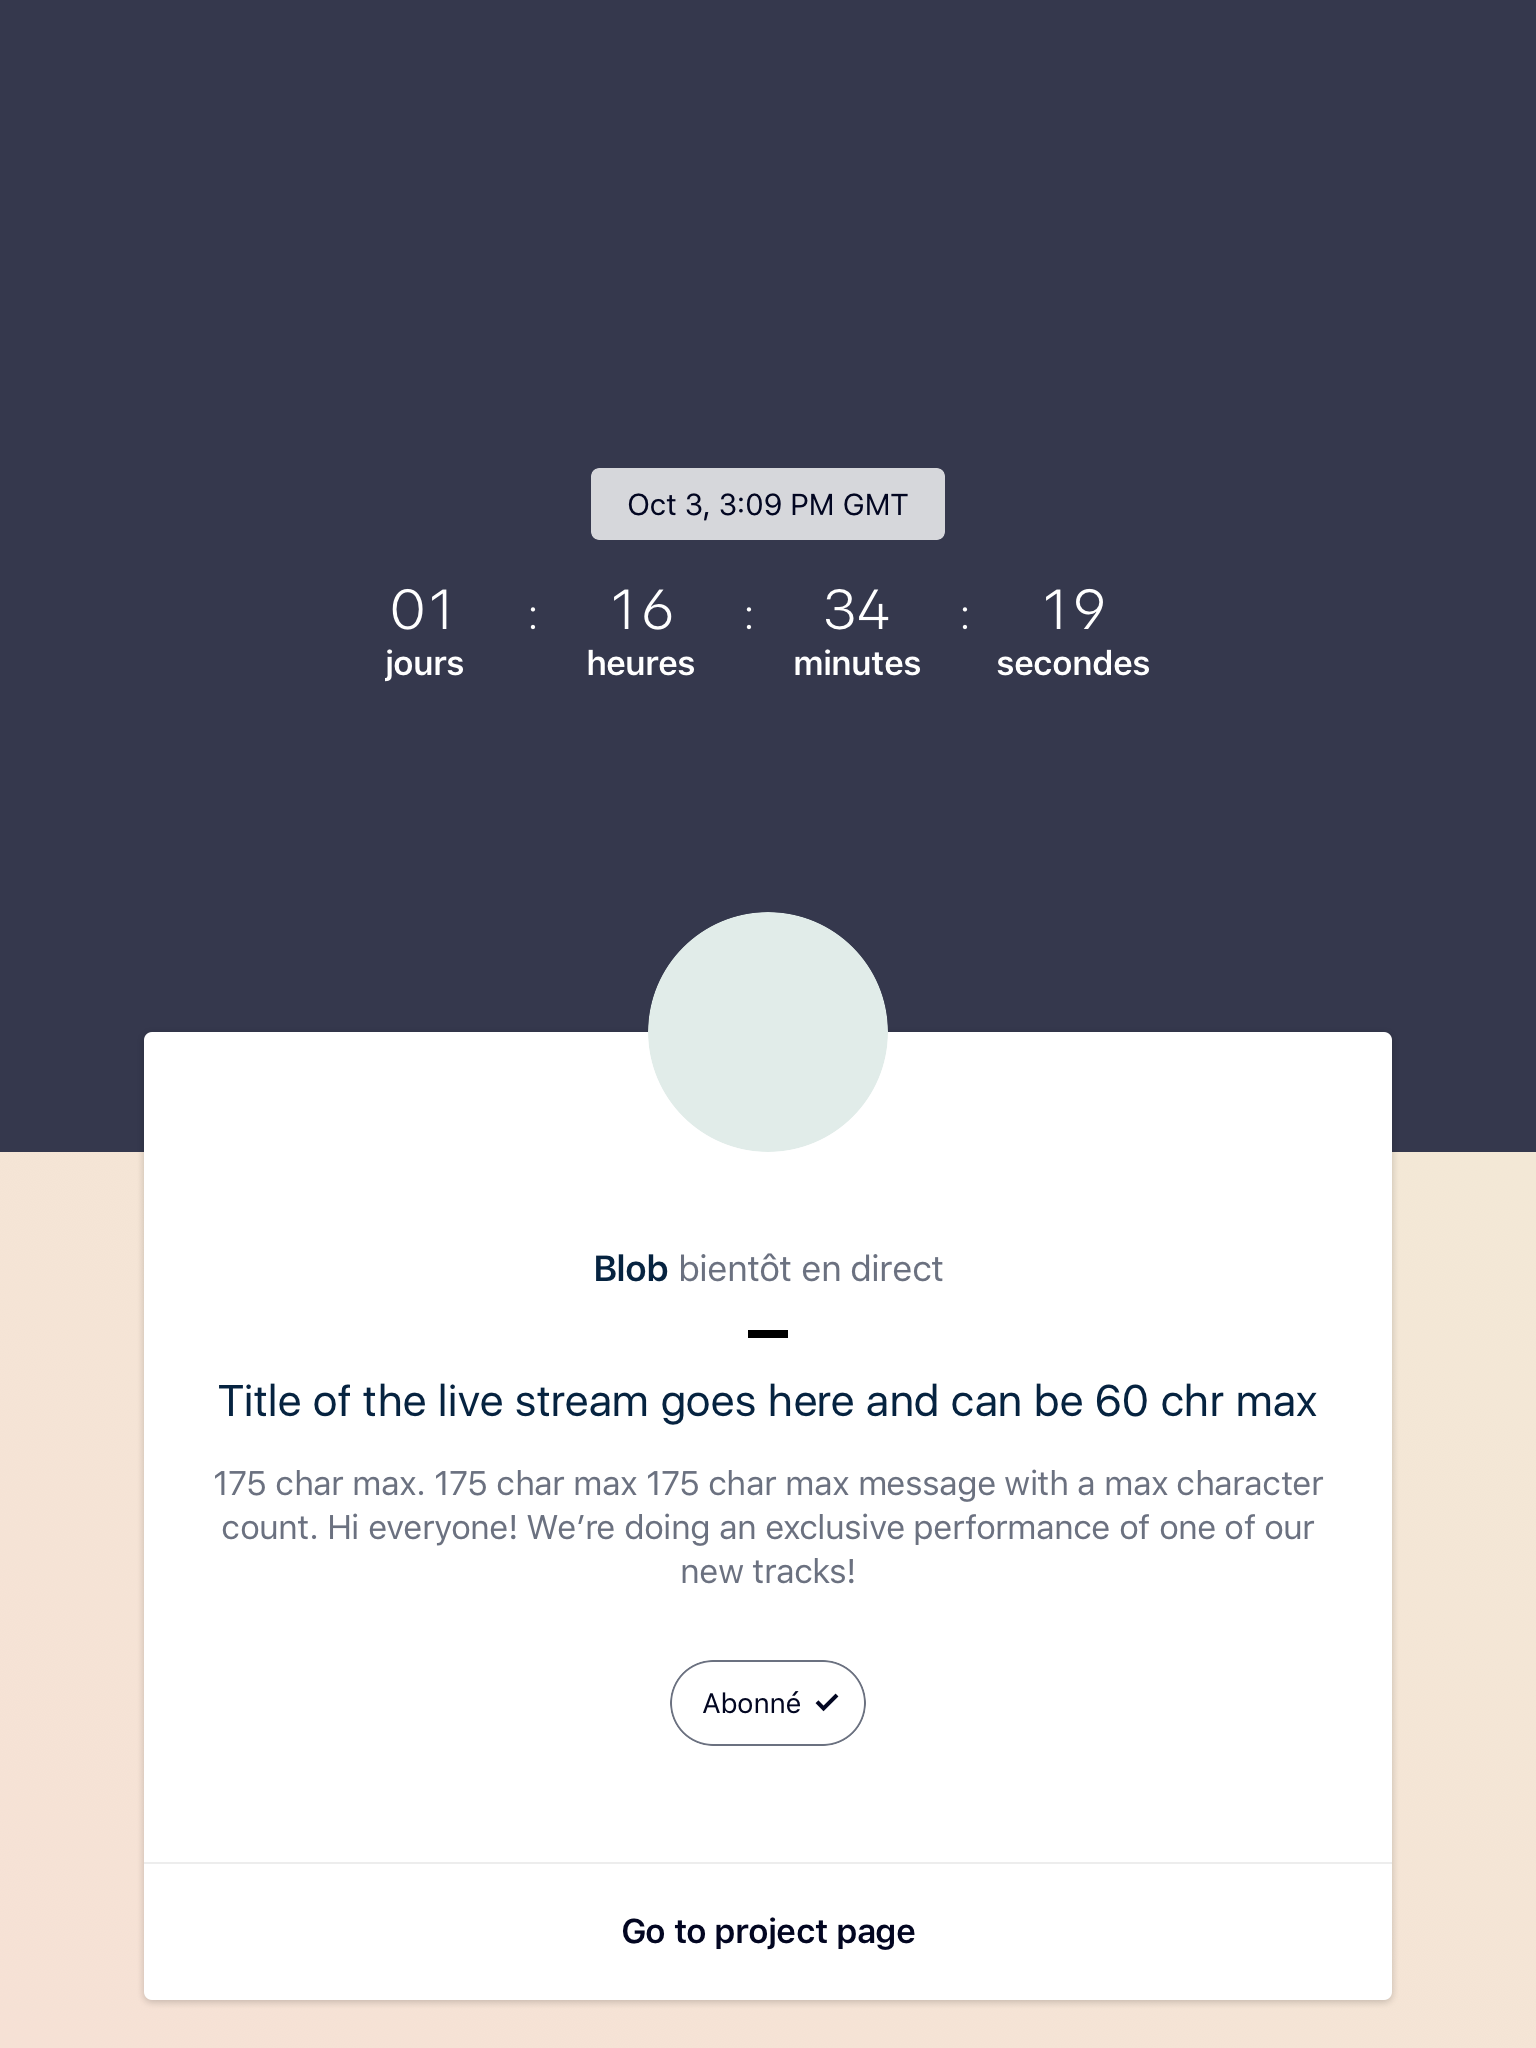 Oct 3, 3:09 PM GMT
01 : 16 : 34 : 19
jours heures minutes secondes
Blob bientôt en direct
Title of the live stream goes here and can be 60 chr max
175 char max. 175 char max 175 char max message with a max character
count. Hi everyone! We’re doing an exclusive performance of one of our
new tracks!
Abonné
Go to project page